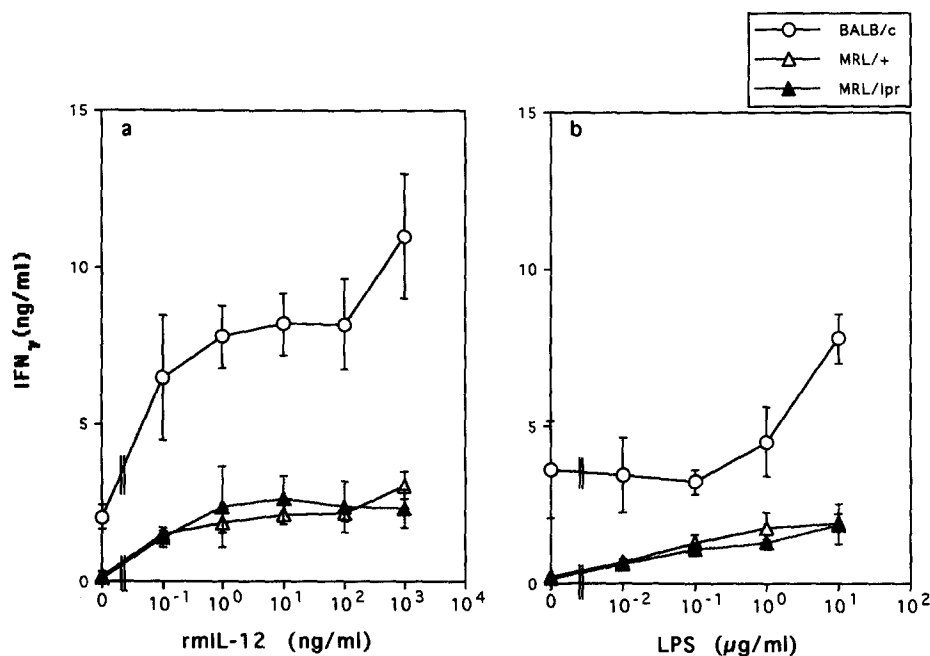 BALB/c
MRL/+
MRL/lpr
a
b
15
10
5
0
IFNγ (ng/ml)
0 10⁻¹ 10⁰ 10¹ 10² 10³ 10⁴
rmIL-12 (ng/ml)
15
10
5
0
0 10⁻² 10⁻¹ 10⁰ 10¹ 10²
LPS (µg/ml)